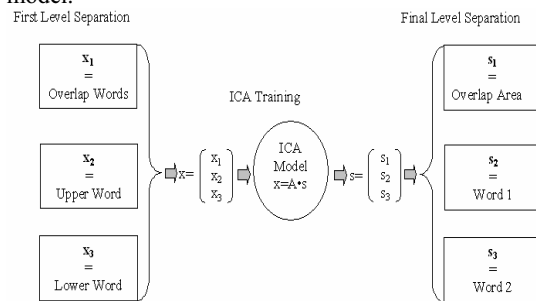 model.
First Level Separation
Final Level Separation
x1
=
Overlap Words
s1
=
Overlap Area
ICA Training
x2
=
Upper Word
x=
x1
x2
x3
ICA
Model
x=A•s
s=
s1
s2
s3
s2
=
Word 1
x3
=
Lower Word
s3
=
Word 2